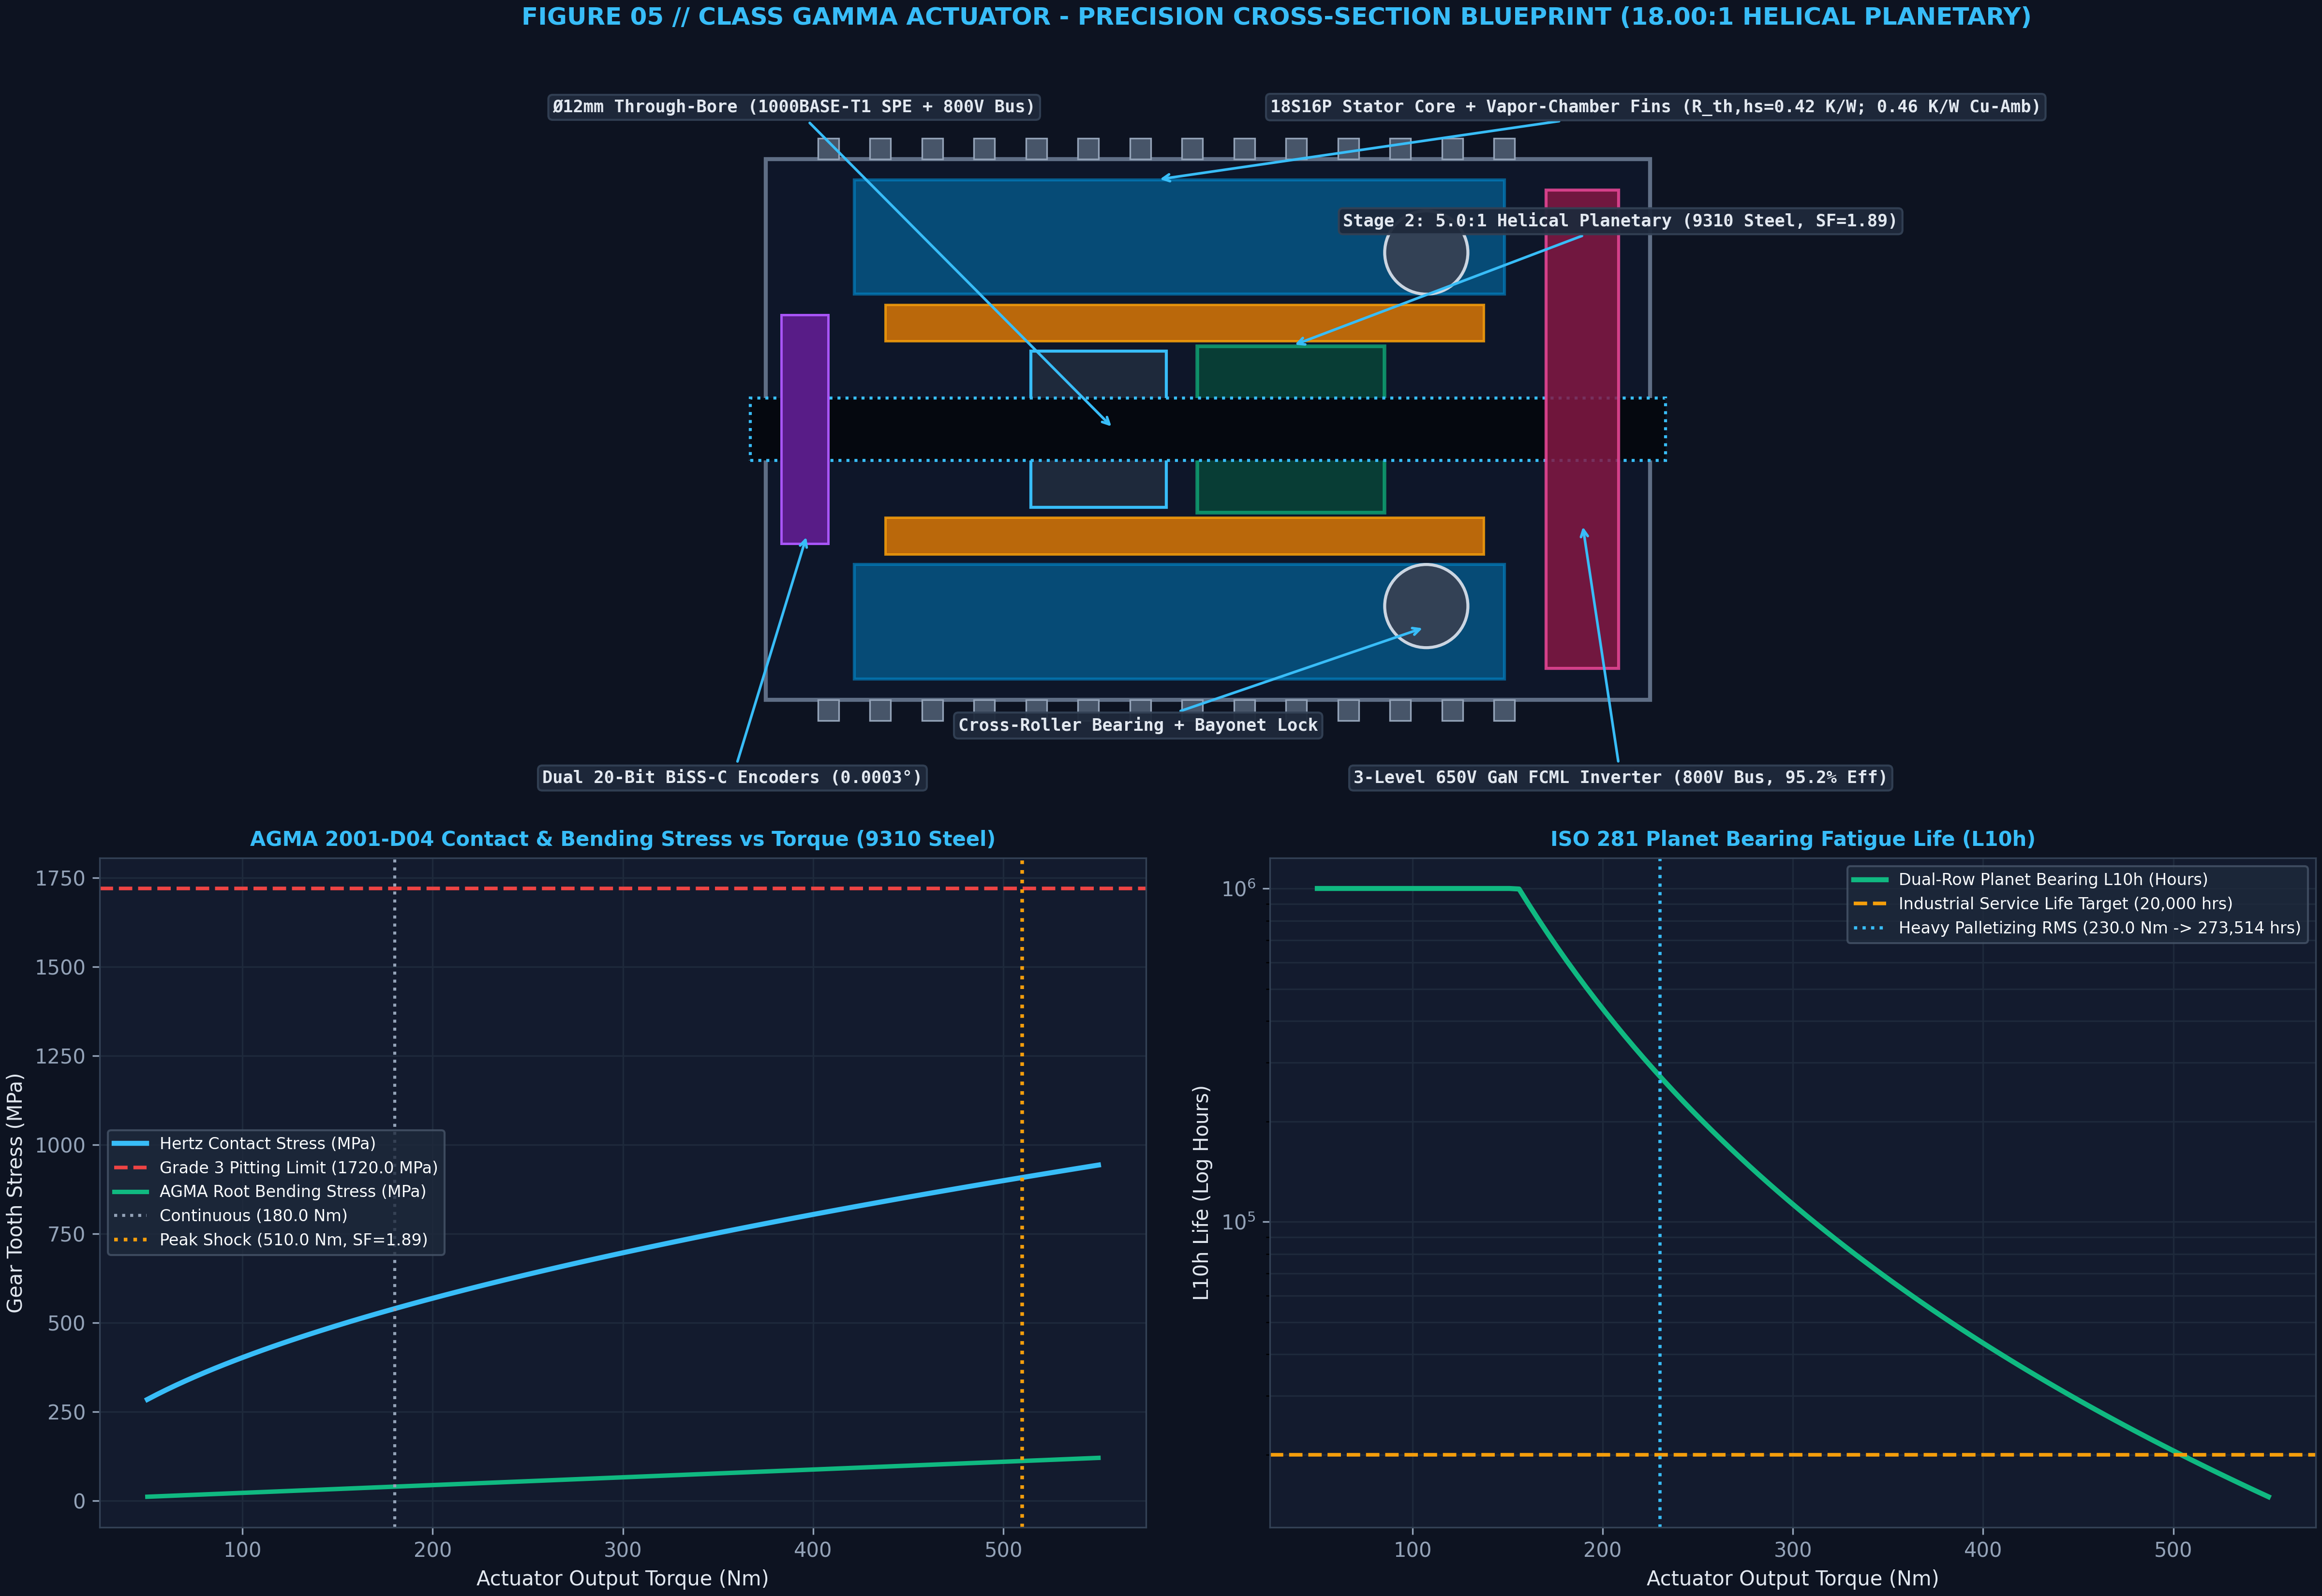 FIGURE 05 // CLASS GAMMA ACTUATOR - PRECISION CROSS-SECTION BLUEPRINT (18.00:1 HELICAL PLANETARY)
Ø12mm Through-Bore (1000BASE-T1 SPE + 800V Bus)
18S16P Stator Core + Vapor-Chamber Fins (R_th,hs=0.42 K/W; 0.46 K/W Cu-Amb)
Stage 2: 5.0:1 Helical Planetary (9310 Steel, SF=1.89)
Cross-Roller Bearing + Bayonet Lock
Dual 20-Bit BiSS-C Encoders (0.0003°)
3-Level 650V GaN FCML Inverter (800V Bus, 95.2% Eff)
AGMA 2001-D04 Contact & Bending Stress vs Torque (9310 Steel)
Gear Tooth Stress (MPa)
1750
1500
1250
1000
750
500
250
0
Hertz Contact Stress (MPa)
Grade 3 Pitting Limit (1720.0 MPa)
AGMA Root Bending Stress (MPa)
Continuous (180.0 Nm)
Peak Shock (510.0 Nm, SF=1.89)
100 200 300 400 500
Actuator Output Torque (Nm)
ISO 281 Planet Bearing Fatigue Life (L10h)
L10h Life (Log Hours)
10⁶
10⁵
Dual-Row Planet Bearing L10h (Hours)
Industrial Service Life Target (20,000 hrs)
Heavy Palletizing RMS (230.0 Nm -> 273,514 hrs)
100 200 300 400 500
Actuator Output Torque (Nm)